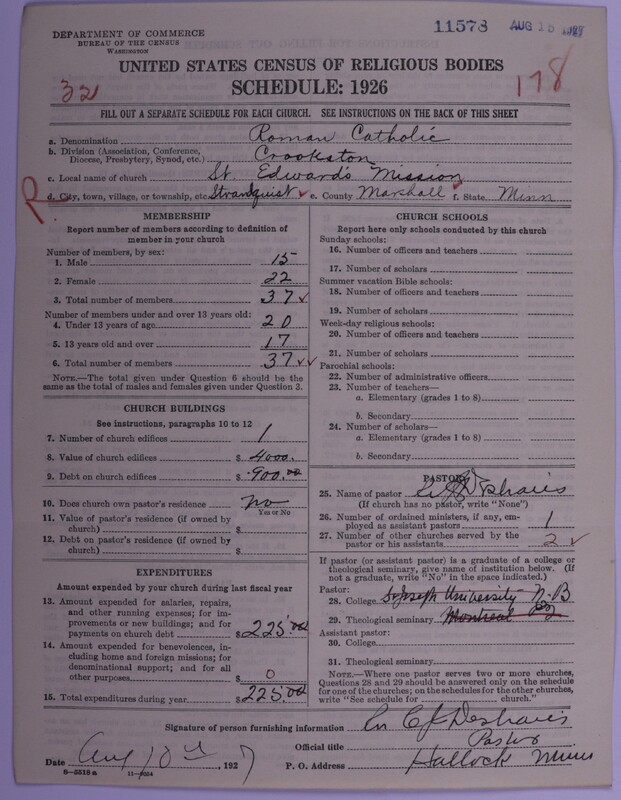 DEPARTMENT OF COMMERCE
BUREAU OF THE CENSUS
WASHINGTON
11578 AUG 1927
UNITED STATES CENSUS OF RELIGIOUS BODIES
SCHEDULE: 1926
32
178
FILL OUT A SEPARATE SCHEDULE FOR EACH CHURCH. SEE INSTRUCTIONS ON THE BACK OF THIS SHEET
a. Denomination Roman Catholic
b. Division (Association, Conference, Diocese, Presbytery, Synod, etc.) Crookston
c. Local name of church St. Edward's Mission
R
d. City, town, village, or township, etc. Strandquist ✓ e. County Marshall ✓ f. State Minn
MEMBERSHIP
Report number of members according to definition of
member in your church
Number of members, by sex:
1. Male 15
2. Female 22
3. Total number of members 37 ✓
Number of members under and over 13 years old:
4. Under 13 years of age 20
5. 13 years old and over 17
6. Total number of members 37 ✓✓
NOTE.—The total given under Question 6 should be the
same as the total of males and females given under Question 3.
CHURCH BUILDINGS
See instructions, paragraphs 10 to 12
7. Number of church edifices 1
8. Value of church edifices $ 4000.
9. Debt on church edifices $ 900.00
10. Does church own pastor's residence no
Yes or No
11. Value of pastor's residence (if owned by
church) $
12. Debt on pastor's residence (if owned by
church) $
EXPENDITURES
Amount expended by your church during last fiscal year
13. Amount expended for salaries, repairs,
and other running expenses; for im-
provements or new buildings; and for
payments on church debt $ 225.00
14. Amount expended for benevolences, in-
cluding home and foreign missions; for
denominational support; and for all
other purposes $ 0
15. Total expenditures during year $ 225.00
CHURCH SCHOOLS
Report here only schools conducted by this church
Sunday schools:
16. Number of officers and teachers
17. Number of scholars
Summer vacation Bible schools:
18. Number of officers and teachers
19. Number of scholars
Week-day religious schools:
20. Number of officers and teachers
21. Number of scholars
Parochial schools:
22. Number of administrative officers
23. Number of teachers—
a. Elementary (grades 1 to 8)
b. Secondary
24. Number of scholars—
a. Elementary (grades 1 to 8)
b. Secondary
PASTOR
25. Name of pastor Deshaies
(If church has no pastor, write "None")
26. Number of ordained ministers, if any, em-
ployed as assistant pastors 1
27. Number of other churches served by the
pastor or his assistants 2 ✓
If pastor (or assistant pastor) is a graduate of a college or
theological seminary, give name of institution below. (If
not a graduate, write "No" in the space indicated.)
Pastor:
28. College St Joseph University N.B
29. Theological seminary Montreal
Assistant pastor:
30. College
31. Theological seminary
NOTE.—Where one pastor serves two or more churches,
Questions 28 and 29 should be answered only on the schedule
for one of the churches; on the schedules for the other churches,
write "See schedule for church."
Signature of person furnishing information Deshaies
Official title Pastor
Date Aug 10th, 1927 P. O. Address Hallock Minn
8-5518 a